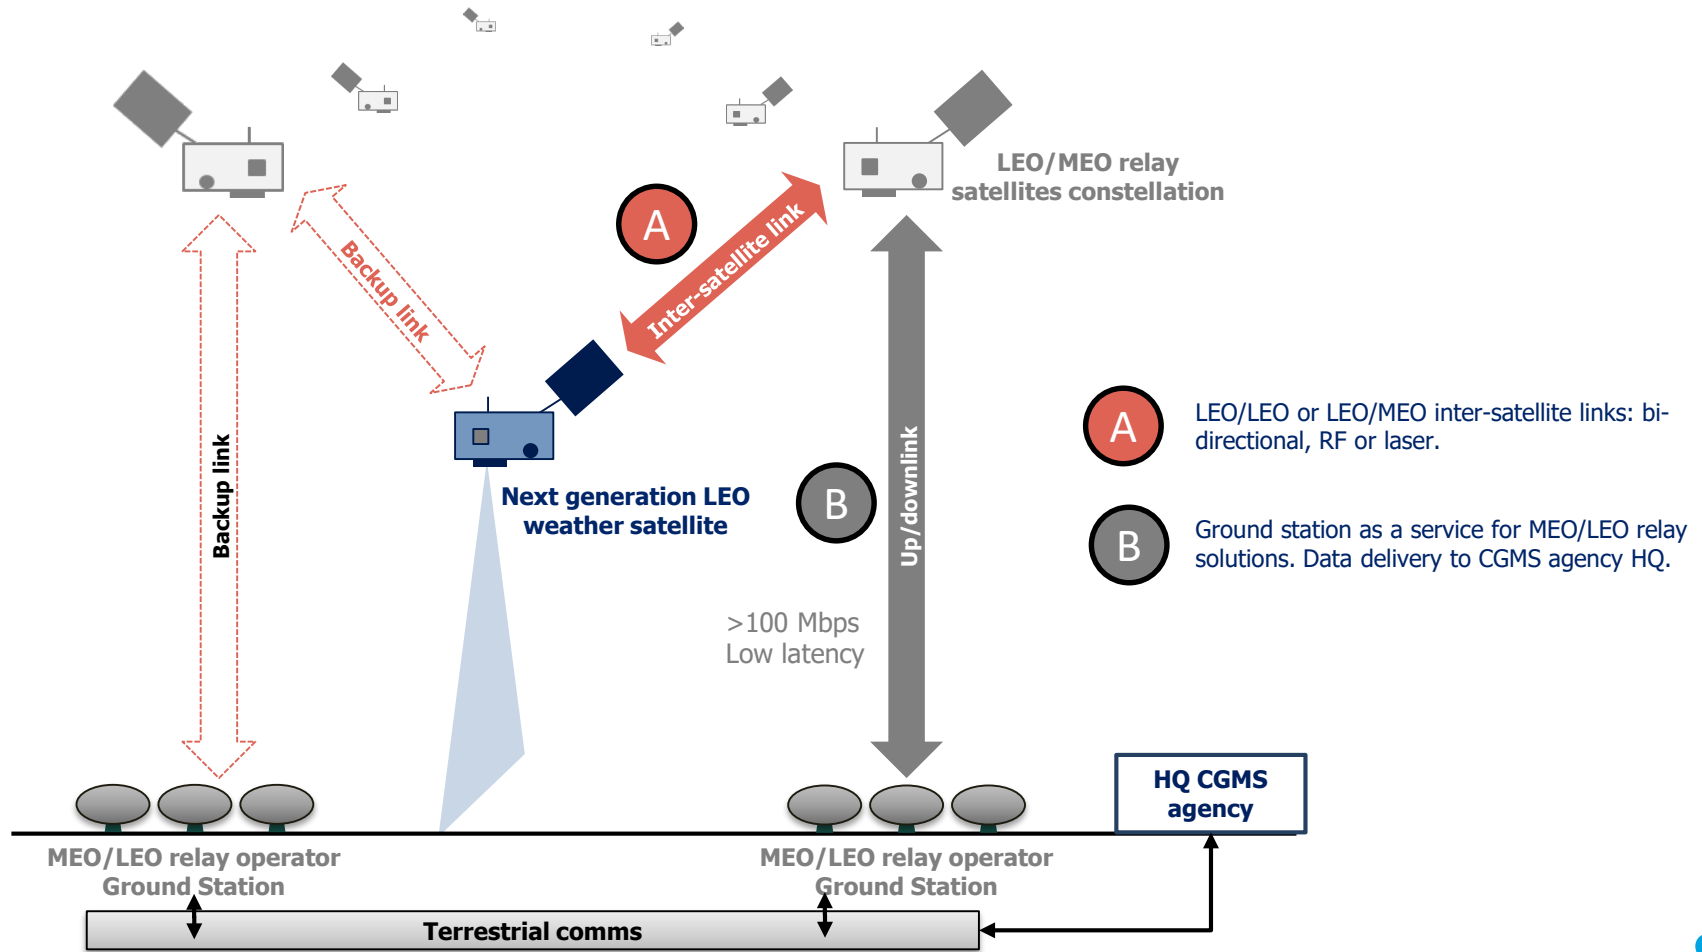 LEO/MEO relay
satellites constellation
A
Inter-satellite link
Backup link
Backup link
Up/downlink
B
Next generation LEO
weather satellite
>100 Mbps
Low latency
A
LEO/LEO or LEO/MEO inter-satellite links: bi-
directional, RF or laser.
B
Ground station as a service for MEO/LEO relay
solutions. Data delivery to CGMS agency HQ.
HQ CGMS
agency
MEO/LEO relay operator
Ground Station
MEO/LEO relay operator
Ground Station
Terrestrial comms